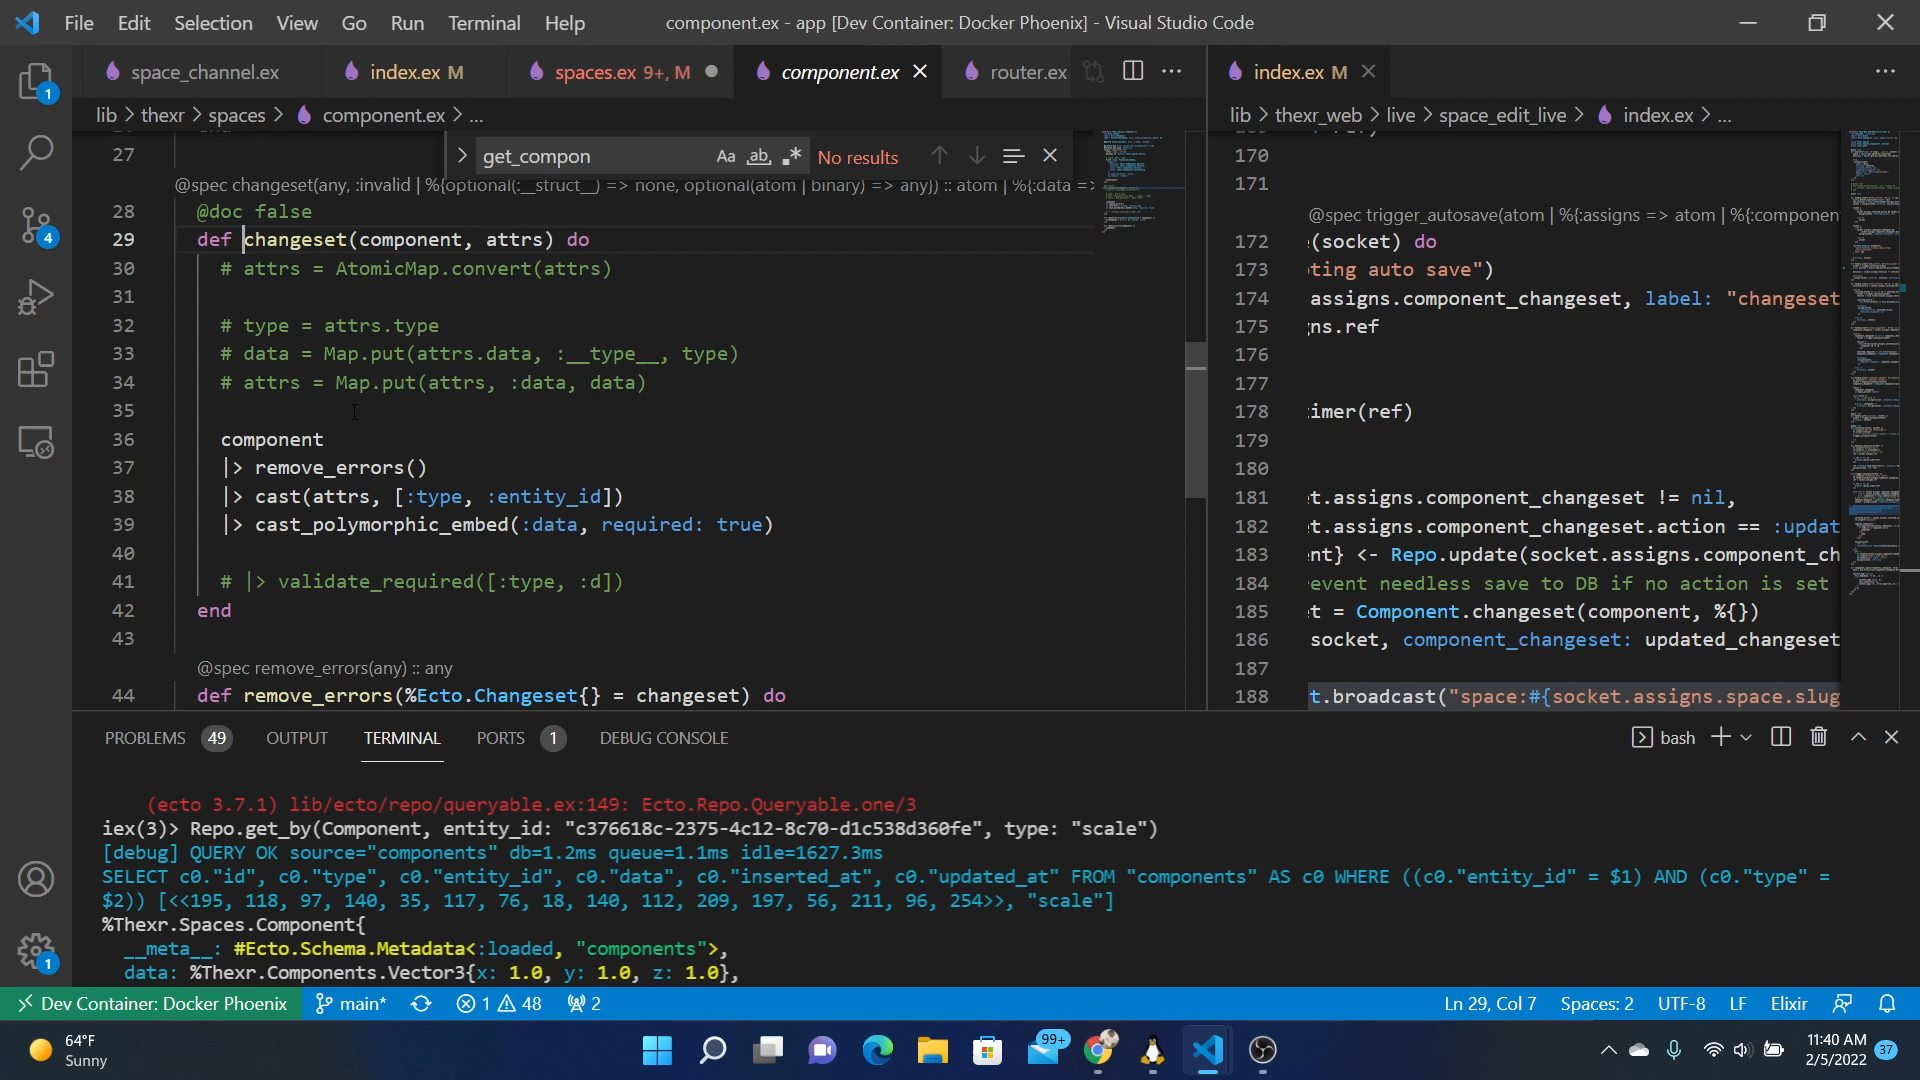 File Edit Selection View Go Run Terminal Help component.ex - app [Dev Container: Docker Phoenix] - Visual Studio Code
space_channel.ex index.ex M spaces.ex 9+, M component.ex router.ex index.ex M
lib > thexr > spaces > component.ex > ...
lib > thexr_web > live > space_edit_live > index.ex > ...
get_compon Aa ab .* No results
27
@spec changeset(any, :invalid | %{optional(:__struct__) => none, optional(atom | binary) => any}) :: atom | %{:data =>
28 @doc false
29 def changeset(component, attrs) do
30 # attrs = AtomicMap.convert(attrs)
31
32 # type = attrs.type
33 # data = Map.put(attrs.data, :__type__, type)
34 # attrs = Map.put(attrs, :data, data)
35
36 component
37 |> remove_errors()
38 |> cast(attrs, [:type, :entity_id])
39 |> cast_polymorphic_embed(:data, required: true)
40
41 # |> validate_required([:type, :d])
42 end
43
@spec remove_errors(any) :: any
44 def remove_errors(%Ecto.Changeset{} = changeset) do
170
171
@spec trigger_autosave(atom | %{:assigns => atom | %{:componen
172 (socket) do
173 ting auto save")
174 assigns.component_changeset, label: "changeset
175 ns.ref
176
177
178 imer(ref)
179
180
181 t.assigns.component_changeset != nil,
182 t.assigns.component_changeset.action == :updat
183 nt} <- Repo.update(socket.assigns.component_ch
184 revent needless save to DB if no action is set
185 t = Component.changeset(component, %{})
186 socket, component_changeset: updated_changeset
187
188 t.broadcast("space:#{socket.assigns.space.slug
PROBLEMS 49 OUTPUT TERMINAL PORTS 1 DEBUG CONSOLE bash
(ecto 3.7.1) lib/ecto/repo/queryable.ex:149: Ecto.Repo.Queryable.one/3
iex(3)> Repo.get_by(Component, entity_id: "c376618c-2375-4c12-8c70-d1c538d360fe", type: "scale")
[debug] QUERY OK source="components" db=1.2ms queue=1.1ms idle=1627.3ms
SELECT c0."id", c0."type", c0."entity_id", c0."data", c0."inserted_at", c0."updated_at" FROM "components" AS c0 WHERE ((c0."entity_id" = $1) AND (c0."type" =
$2)) [<<195, 118, 97, 140, 35, 117, 76, 18, 140, 112, 209, 197, 56, 211, 96, 254>>, "scale"]
%Thexr.Spaces.Component{
__meta__: #Ecto.Schema.Metadata<:loaded, "components">,
data: %Thexr.Components.Vector3{x: 1.0, y: 1.0, z: 1.0},
1
4
1
Dev Container: Docker Phoenix main* 1 48 2 Ln 29, Col 7 Spaces: 2 UTF-8 LF Elixir
64°F
Sunny
99+
11:40 AM
2/5/2022
37